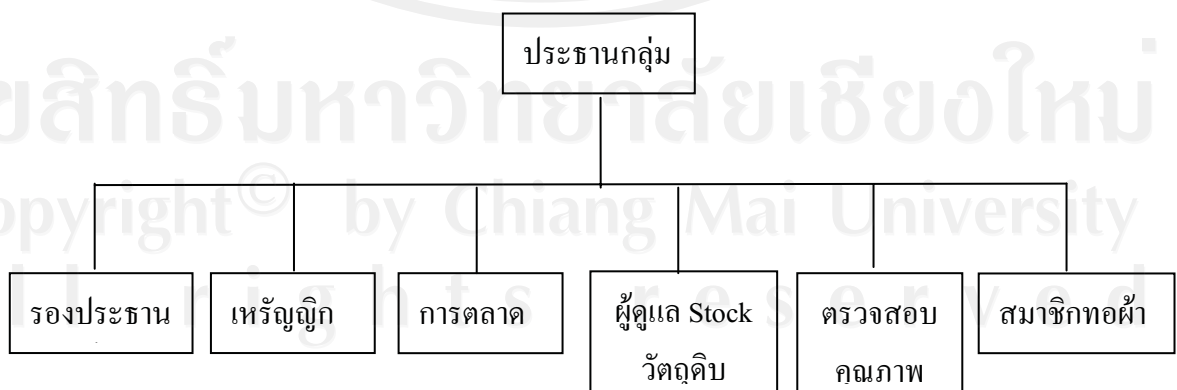 ประธานกลุ่ม
ขสิทธิ์มหาวิทยาลัยเชียงใหม่
opyright© by Chiang Mai University
ll rights reserved
รองประธาน
เหรัญญิก
การตลาด
ผู้ดูแล Stock
วัตถุดิบ
ตรวจสอบ
คุณภาพ
สมาชิกทอผ้า